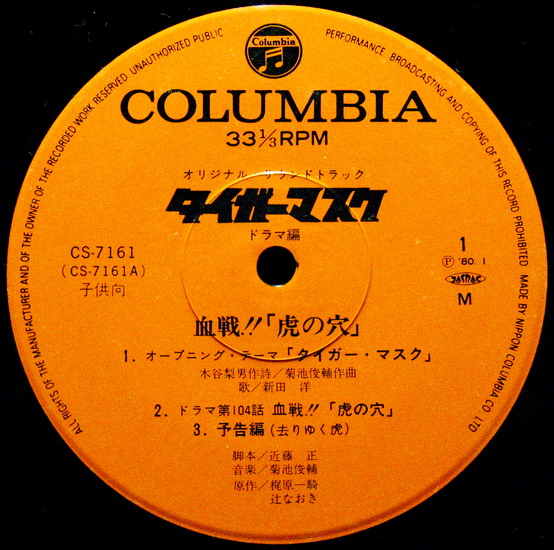 ALL RIGHTS OF THE MANUFACTURER AND OF THE OWNER OF THE RECORDED WORK RESERVED. UNAUTHORIZED PUBLIC PERFORMANCE, BROADCASTING AND COPYING OF THIS RECORD PROHIBITED MADE BY NIPPON COLUMBIA CO. LTD
Columbia
COLUMBIA
33 1/3 RPM
オリジナル・サウンドトラック
タイガーマスク
ドラマ編
CS-7161
(CS-7161A)
子供向
1
Ⓟ '80. 1
JASRAC
M
血戦!!「虎の穴」
1. オープニング・テーマ「タイガー・マスク」
木谷梨男作詩/菊池俊輔作曲
歌/新田 洋
2. ドラマ第104話 血戦!!「虎の穴」
3. 予告編(去りゆく虎)
脚本/近藤 正
音楽/菊池俊輔
原作/梶原一騎
辻なおき